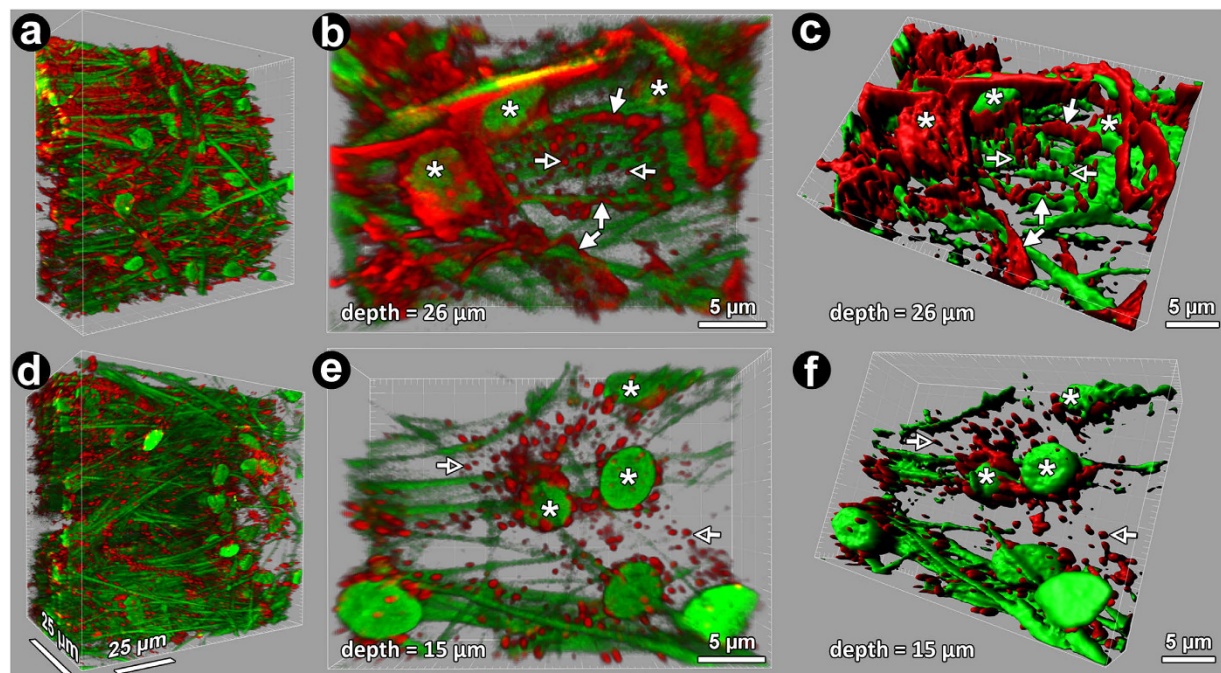 a
b
c
* * * *
* * *
depth = 26 μm
5 μm
depth = 26 μm
5 μm
d
e
f
* * *
* * *
25 μm
25 μm
depth = 15 μm
5 μm
depth = 15 μm
5 μm